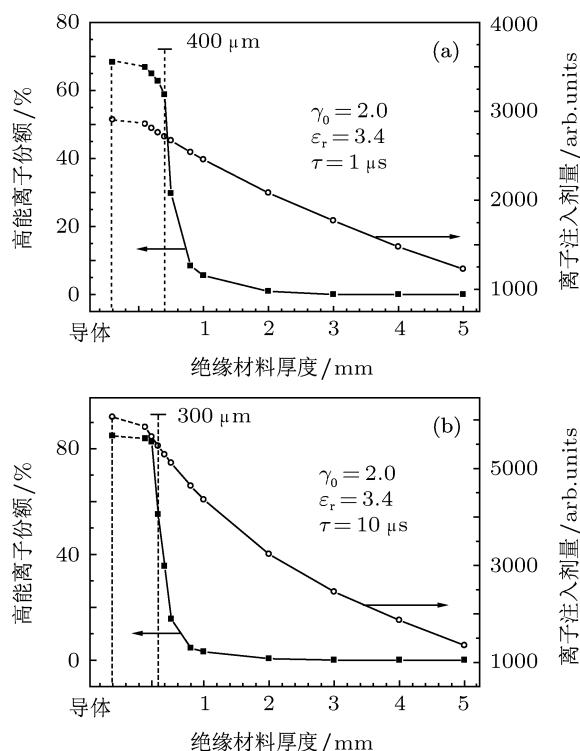 80
60
40
20
0
高能离子份额/%
400 μm
(a)
γ₀ = 2.0
εᵣ = 3.4
τ = 1 μs
4000
3000
2000
1000
离子注入剂量/arb.units
导体
1
2
3
4
5
绝缘材料厚度/mm
80
40
0
高能离子份额/%
300 μm
(b)
γ₀ = 2.0
εᵣ = 3.4
τ = 10 μs
5000
3000
1000
离子注入剂量/arb.units
导体
1
2
3
4
5
绝缘材料厚度/mm